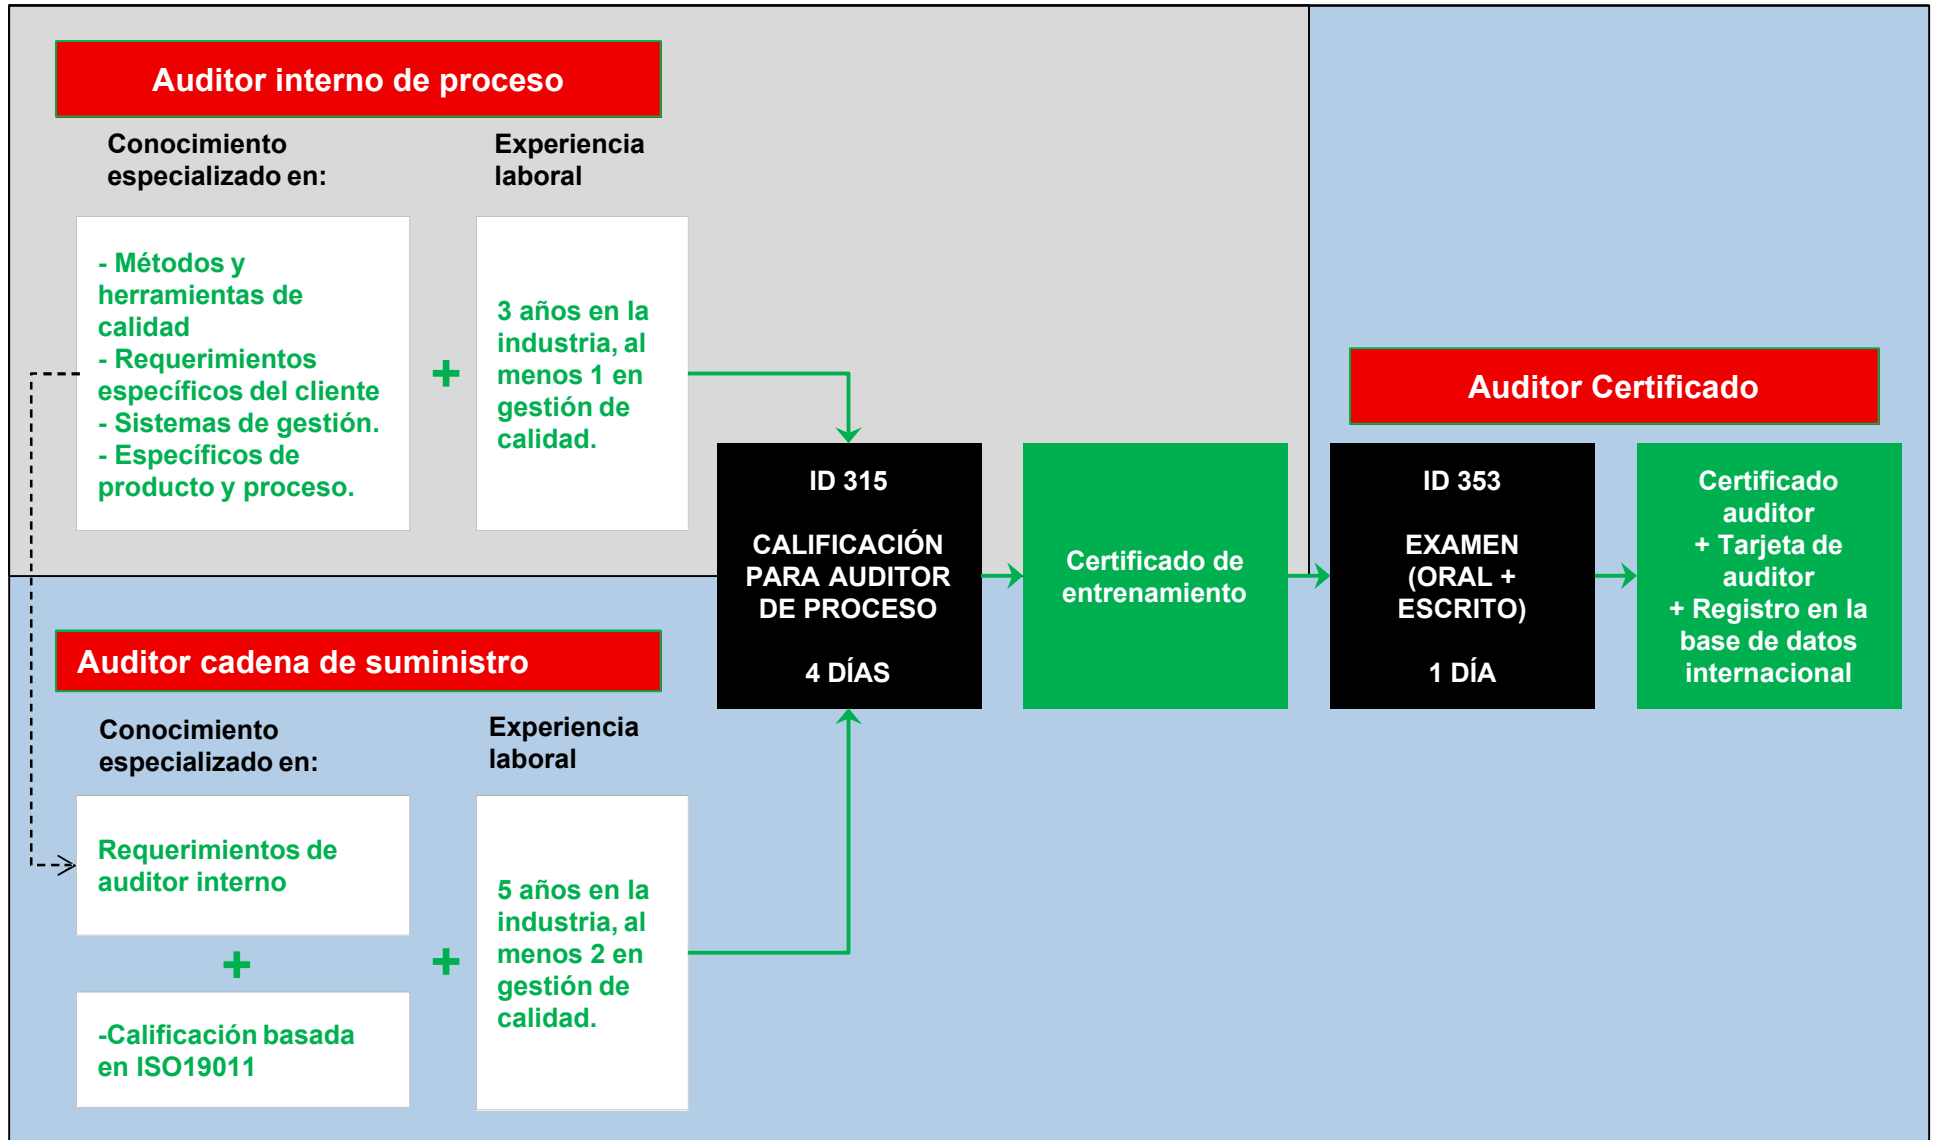 Auditor interno de proceso
Conocimiento
especializado en:
Experiencia
laboral
- Métodos y
herramientas de
calidad
- Requerimientos
específicos del cliente
- Sistemas de gestión.
- Específicos de
producto y proceso.
+
3 años en la
industria, al
menos 1 en
gestión de
calidad.
Auditor cadena de suministro
Conocimiento
especializado en:
Experiencia
laboral
Requerimientos de
auditor interno
+
-Calificación basada
en ISO19011
+
5 años en la
industria, al
menos 2 en
gestión de
calidad.
ID 315
CALIFICACIÓN
PARA AUDITOR
DE PROCESO
4 DÍAS
Certificado de
entrenamiento
Auditor Certificado
ID 353
EXAMEN
(ORAL +
ESCRITO)
1 DÍA
Certificado
auditor
+ Tarjeta de
auditor
+ Registro en la
base de datos
internacional